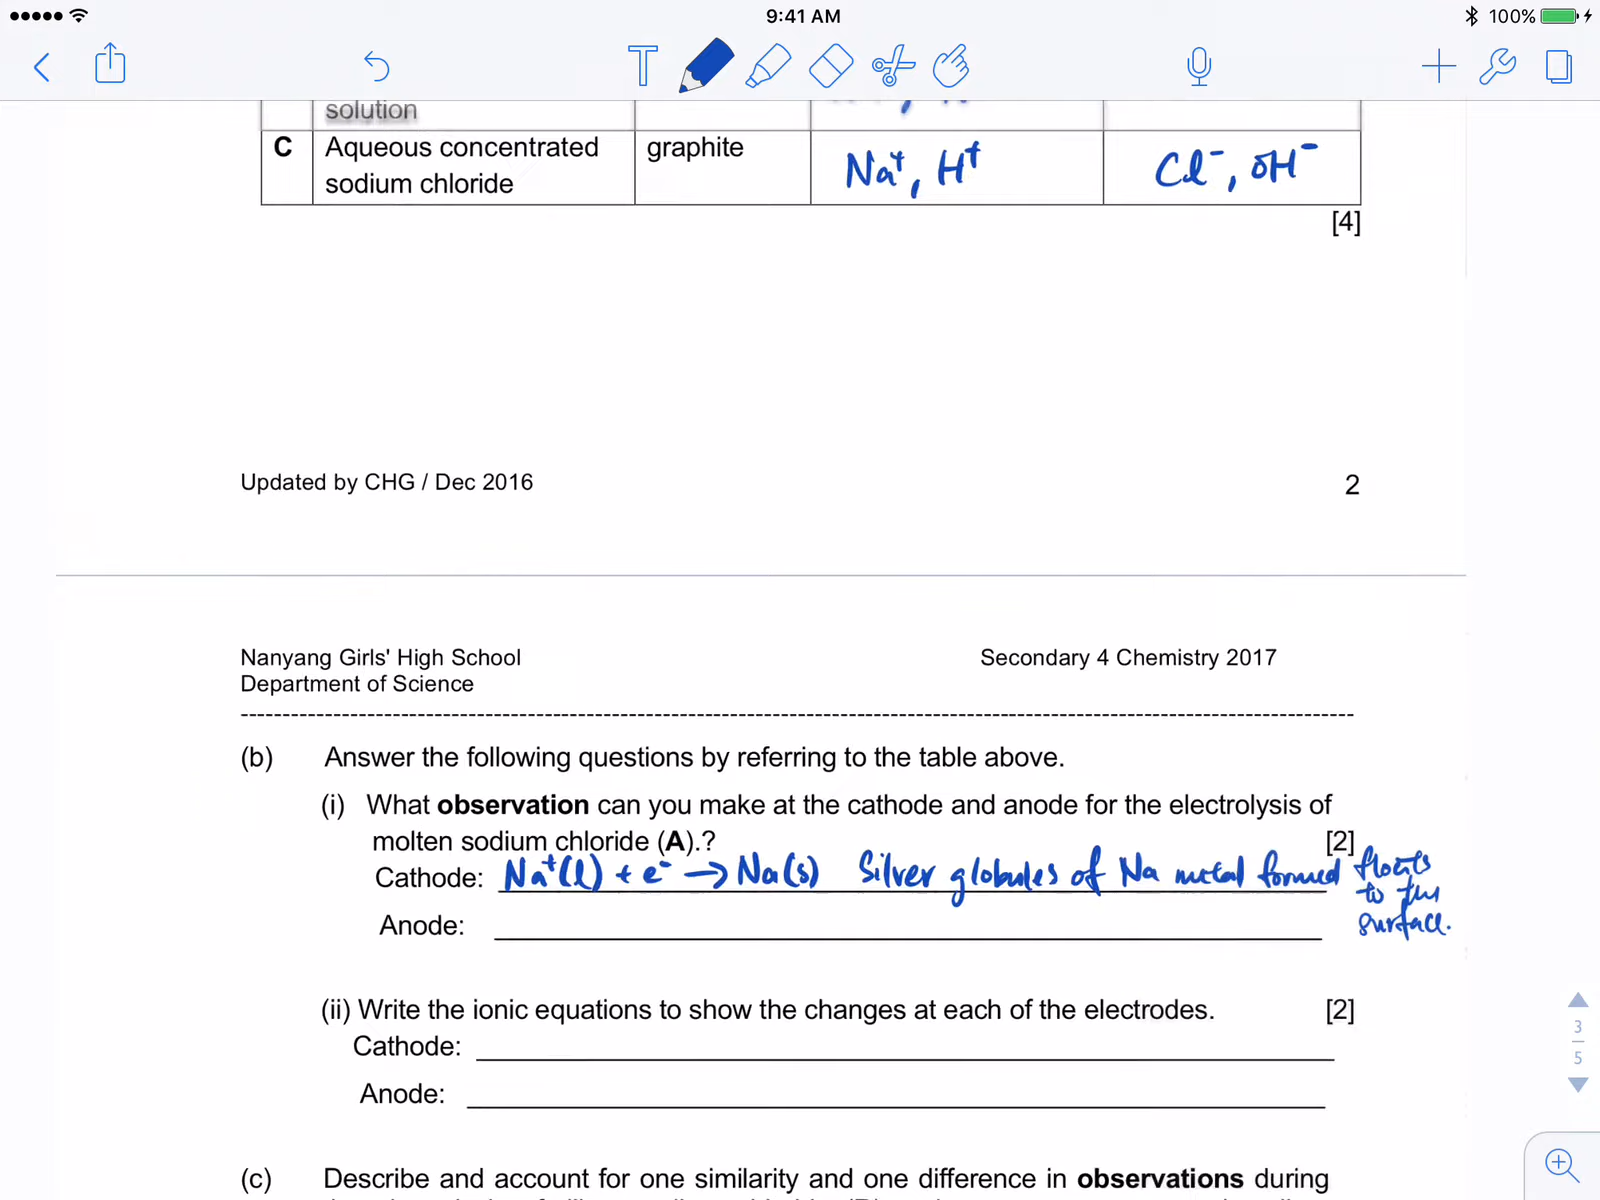 9:41 AM
100%
solution
C Aqueous concentrated graphite Na⁺, H⁺ Cl⁻, OH⁻
sodium chloride
[4]
Updated by CHG / Dec 2016 2
Nanyang Girls' High School Secondary 4 Chemistry 2017
Department of Science
(b) Answer the following questions by referring to the table above.
(i) What observation can you make at the cathode and anode for the electrolysis of
molten sodium chloride (A).? [2]
Cathode: Na⁺(l) + e⁻ → Na(s) Silver globules of Na metal formed floats
to the
surface.
Anode:
(ii) Write the ionic equations to show the changes at each of the electrodes. [2]
Cathode:
Anode:
3
5
(c) Describe and account for one similarity and one difference in observations during